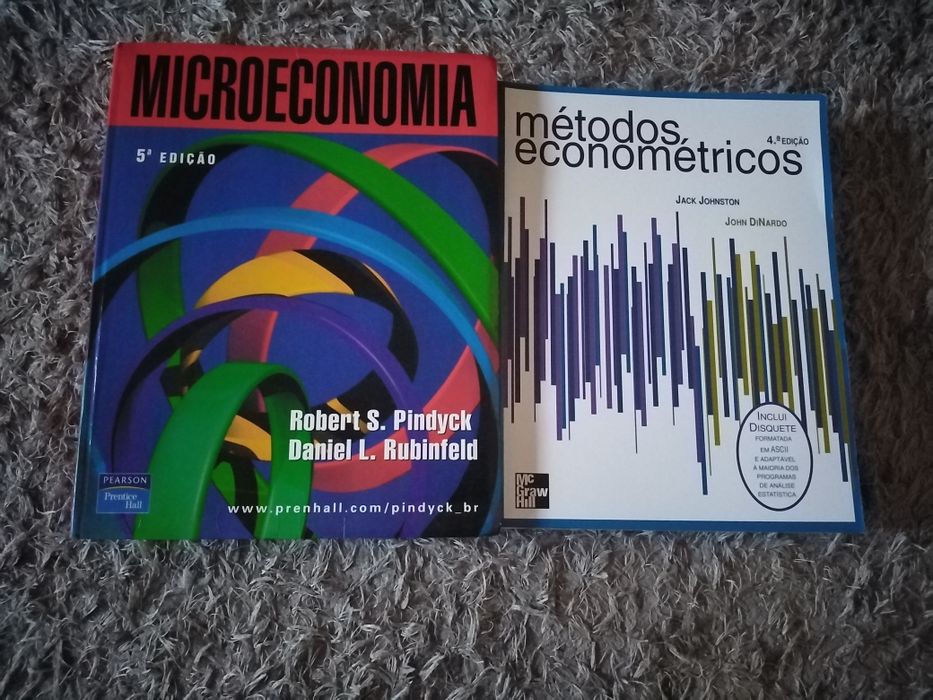 MICROECONOMIA
5ª EDIÇÃO
Robert S. Pindyck
Daniel L. Rubinfeld
PEARSON
Prentice
Hall
www.prenhall.com/pindyck_br
métodos
econométricos
4.ª EDIÇÃO
JACK JOHNSTON
JOHN DINARDO
INCLUI
DISQUETE
FORMATADA
EM ASCII
E ADAPTÁVEL
À MAIORIA DOS
PROGRAMAS
DE ANÁLISE
ESTATÍSTICA
Mc
Graw
Hill